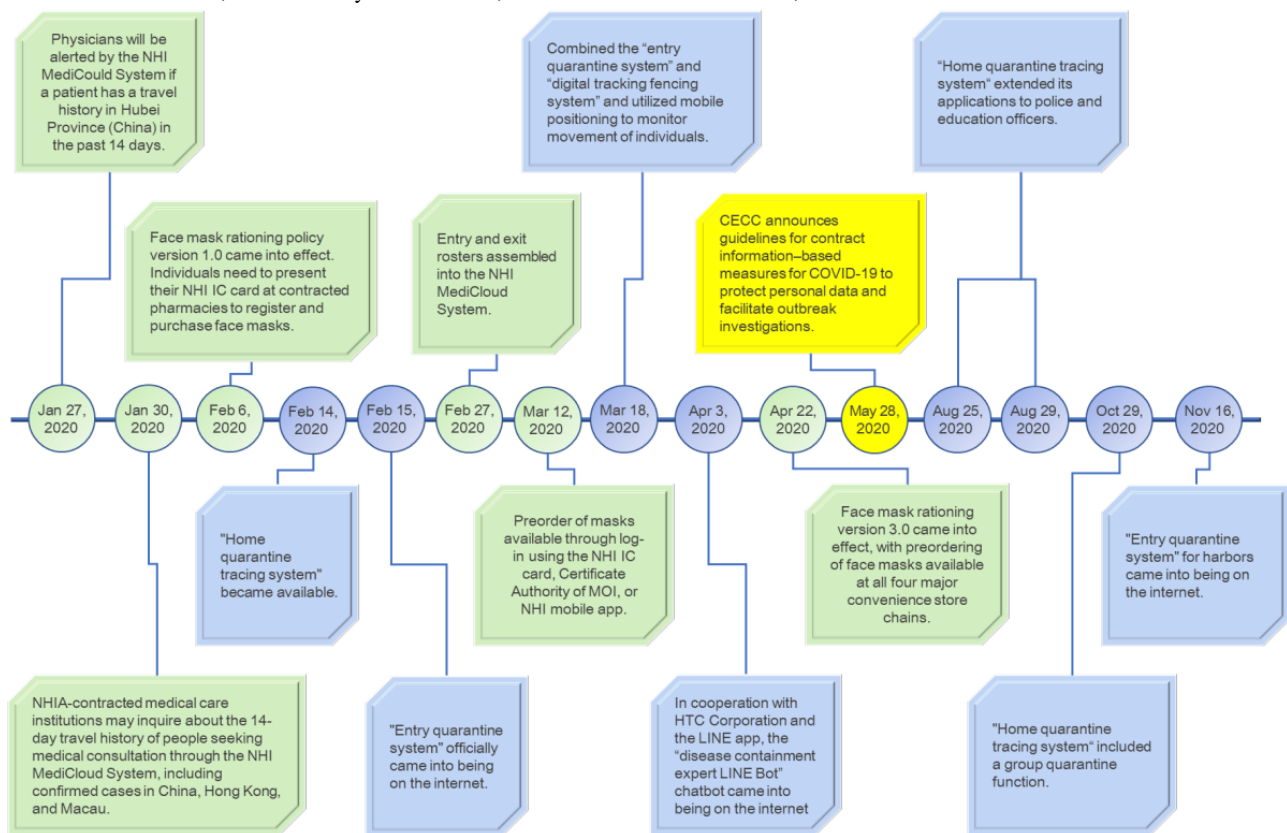 Physicians will be
alerted by the NHI
MediCould System if
a patient has a travel
history in Hubei
Province (China) in
the past 14 days.
Combined the “entry
quarantine system” and
“digital tracking fencing
system” and utilized mobile
positioning to monitor
movement of individuals.
“Home quarantine tracing
system“ extended its
applications to police and
education officers.
Face mask rationing policy
version 1.0 came into effect.
Individuals need to present
their NHI IC card at contracted
pharmacies to register and
purchase face masks.
Entry and exit
rosters assembled
into the NHI
MediCloud
System.
CECC announces
guidelines for contract
information–based
measures for COVID-19 to
protect personal data and
facilitate outbreak
investigations.
Jan 27,
2020
Jan 30,
2020
Feb 6,
2020
Feb 14,
2020
Feb 15,
2020
Feb 27,
2020
Mar 12,
2020
Mar 18,
2020
Apr 3,
2020
Apr 22,
2020
May 28,
2020
Aug 25,
2020
Aug 29,
2020
Oct 29,
2020
Nov 16,
2020
"Home
quarantine
tracing system"
became available.
Preorder of masks
available through log-
in using the NHI IC
card, Certificate
Authority of MOI, or
NHI mobile app.
Face mask rationing
version 3.0 came into
effect, with preordering
of face masks available
at all four major
convenience store
chains.
"Entry quarantine
system" for harbors
came into being on
the internet.
NHIA-contracted medical care
institutions may inquire about the 14-
day travel history of people seeking
medical consultation through the NHI
MediCloud System, including
confirmed cases in China, Hong Kong,
and Macau.
"Entry quarantine
system" officially
came into being
on the internet.
In cooperation with
HTC Corporation and
the LINE app, the
“disease containment
expert LINE Bot”
chatbot came into
being on the internet
"Home quarantine
tracing system“ included
a group quarantine
function.